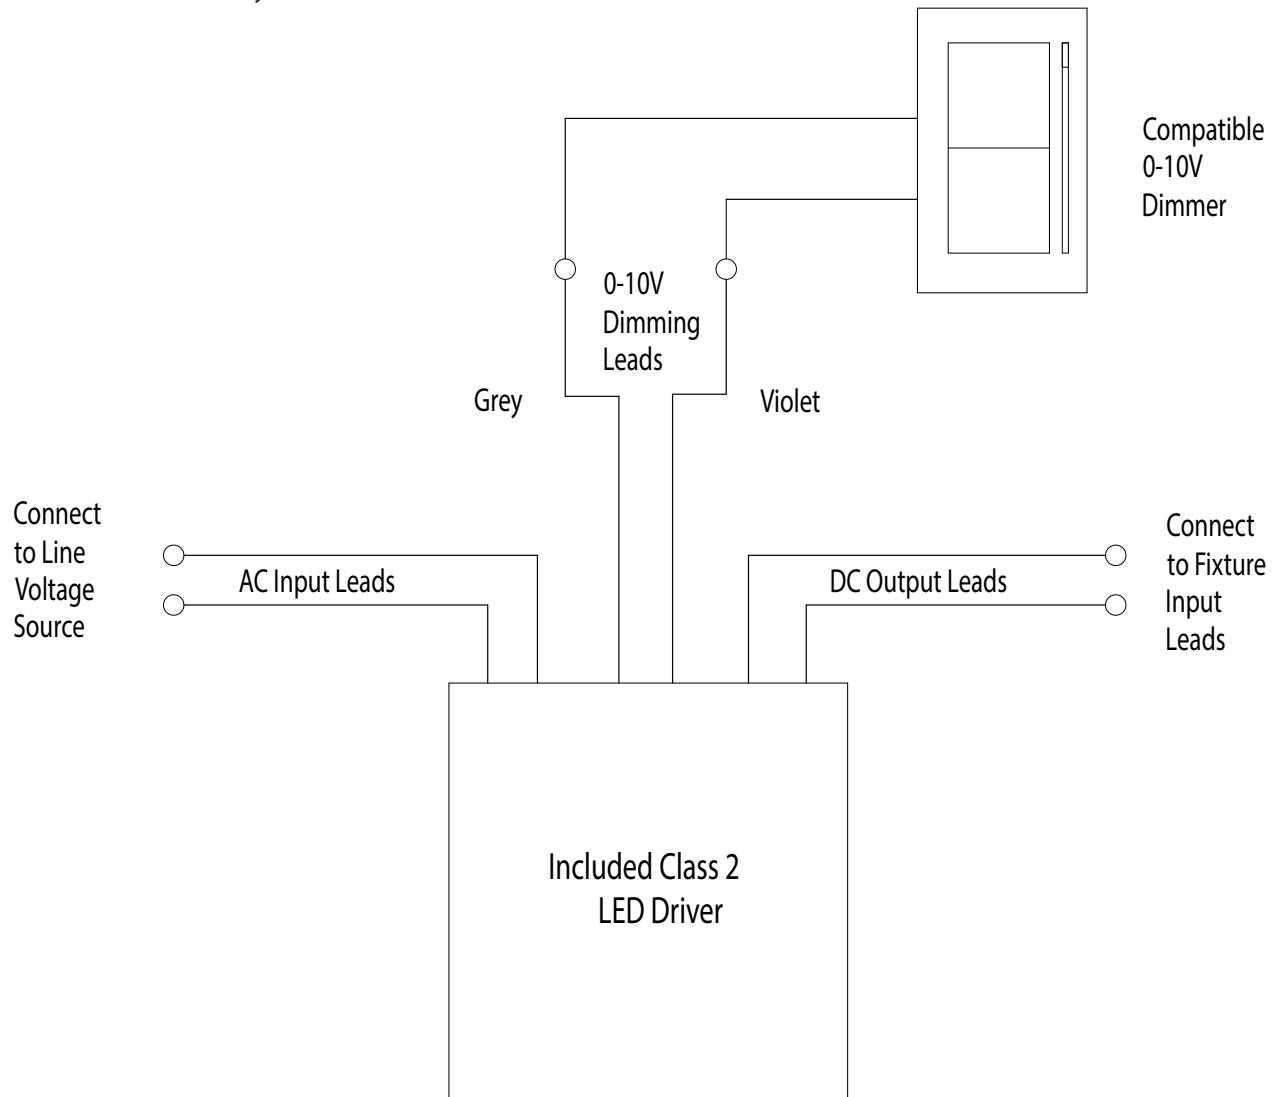 Compatible
0-10V
Dimmer
0-10V
Dimming
Leads
Grey
Violet
Connect
to Line
Voltage
Source
AC Input Leads
DC Output Leads
Connect
to Fixture
Input
Leads
Included Class 2
LED Driver